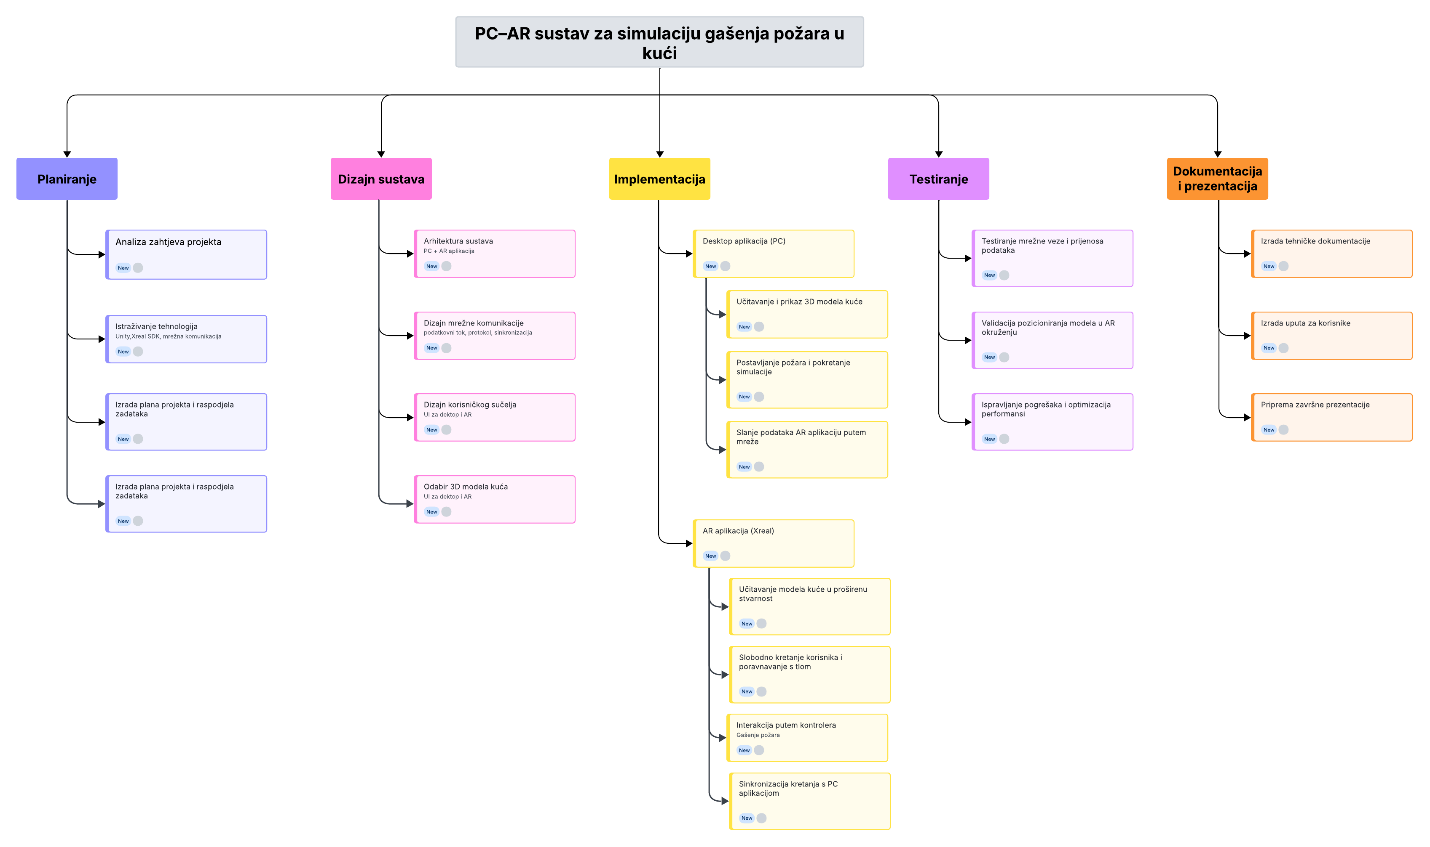 PC–AR sustav za simulaciju gašenja požara u
kući
Planiranje
Analiza zahtjeva projekta
New
Istraživanje tehnologija
Unity,Xreal SDK, mrežna komunikacija
New
Izrada plana projekta i raspodjela
zadataka
New
Izrada plana projekta i raspodjela
zadataka
New
Dizajn sustava
Arhitektura sustava
PC + AR aplikacija
New
Dizajn mrežne komunikacije
podatkovni tok, protokol, sinkronizacija
New
Dizajn korisničkog sučelja
UI za dektop i AR
New
Odabir 3D modela kuća
UI za dektop i AR
New
Implementacija
Desktop aplikacija (PC)
New
Učitavanje i prikaz 3D modela kuće
New
Postavljanje požara i pokretanje
simulacije
New
Slanje podataka AR aplikaciju putem
mreže
New
AR aplikacija (Xreal)
New
Učitavanje modela kuće u proširenu
stvarnost
New
Slobodno kretanje korisnika i
poravnavanje s tlom
New
Interakcija putem kontrolera
Gašenje požara
New
Sinkronizacija kretanja s PC
aplikacijom
New
Testiranje
Testiranje mrežne veze i prijenosa
podataka
New
Validacija pozicioniranja modela u AR
okruženju
New
Ispravljanje pogrešaka i optimizacija
performansi
New
Dokumentacija
i prezentacija
Izrada tehničke dokumentacije
New
Izrada uputa za korisnike
New
Priprema završne prezentacije
New